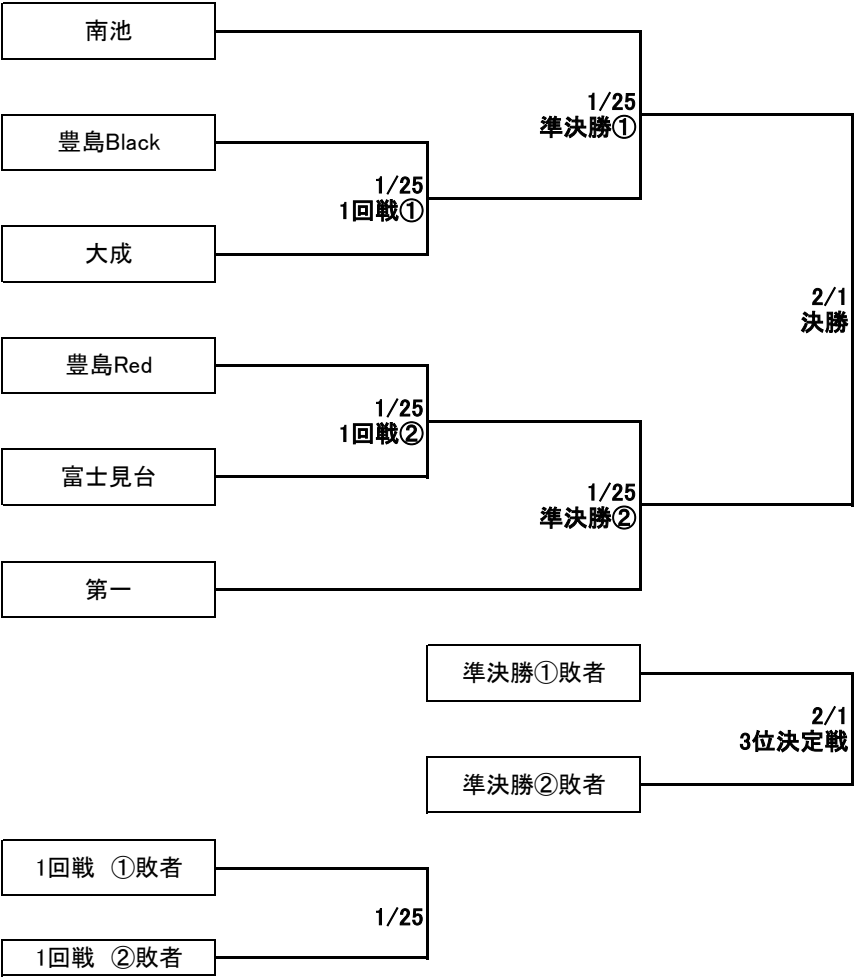 南池
1/25
準決勝①
豊島Black
1/25
1回戦①
大成
2/1
決勝
豊島Red
1/25
1回戦②
富士見台
1/25
準決勝②
第一
準決勝①敗者
2/1
3位決定戦
準決勝②敗者
1回戦　①敗者
1/25
1回戦　②敗者